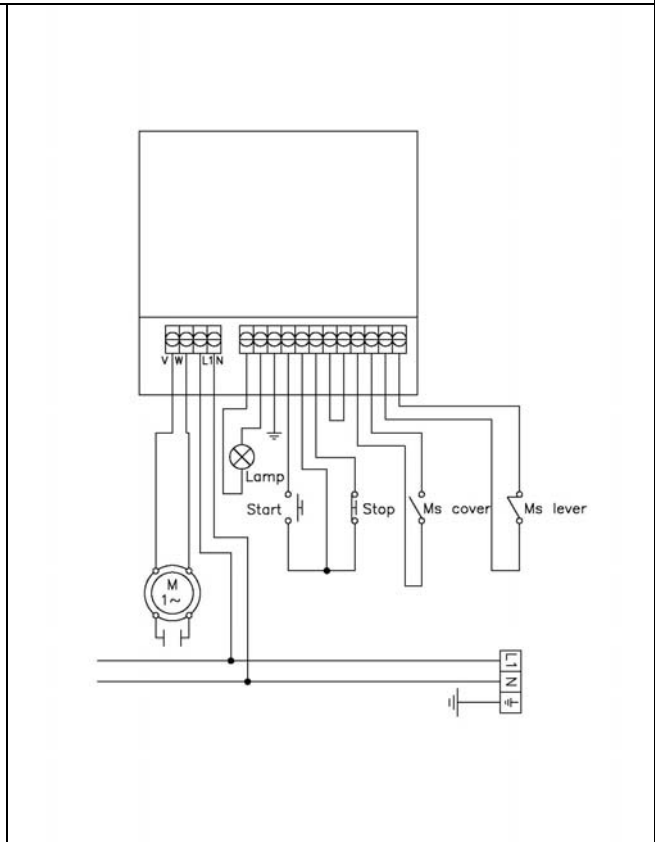 V W L1 N
Lamp
Start
Stop
Ms cover
Ms lever
M
1~
L1
N